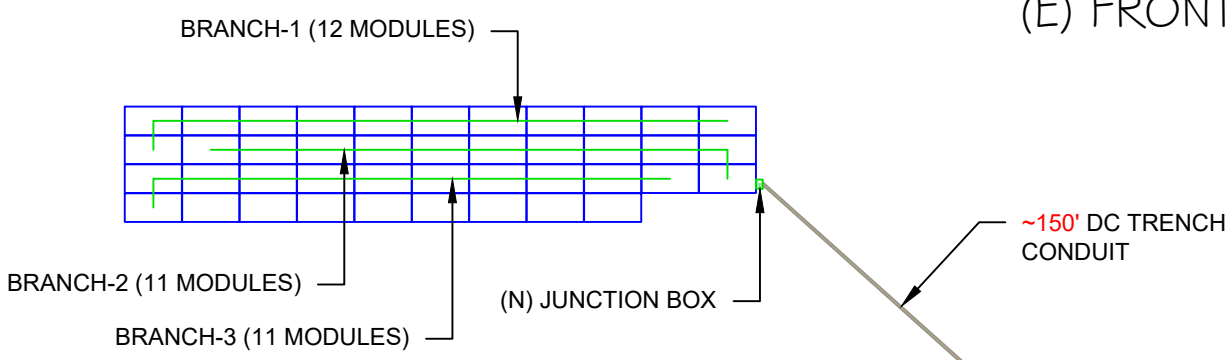 (E) FRONT
BRANCH-1 (12 MODULES)
~150' DC TRENCH
CONDUIT
BRANCH-2 (11 MODULES)
(N) JUNCTION BOX
BRANCH-3 (11 MODULES)